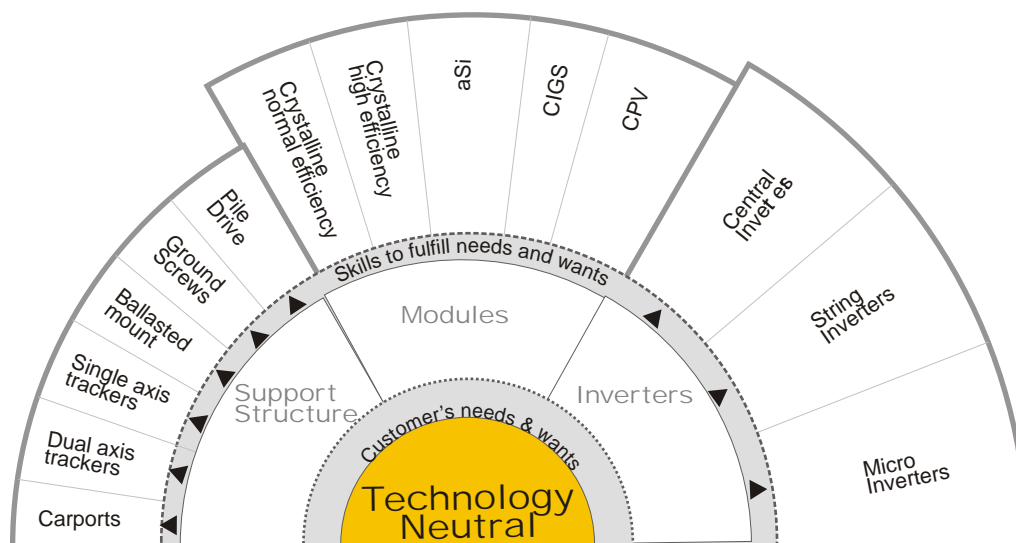 Crystalline
normal efficiency
Crystalline
high efficiency
aSi
CIGS
CPV
Central
Invet es
String
Inverters
Micro
Inverters
Pile
Drive
Ground
Screws
Ballasted
mount
Single axis
trackers
Dual axis
trackers
Carports
Skills to fulfill needs and wants
Modules
Support
Structure
Inverters
Customer's needs & wants
Technology
Neutral